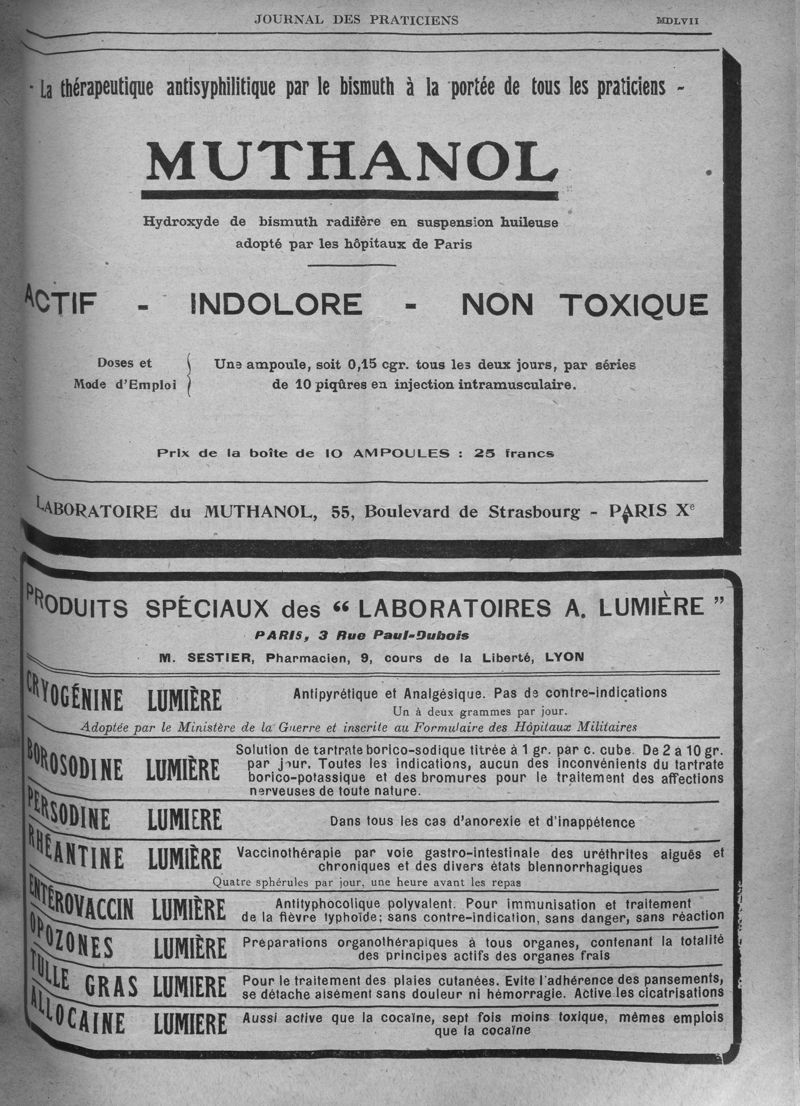 JOURNAL DES PRATICIENS
MDLVII
- La thérapeutique antisyphilitique par le bismuth à la portée de tous les praticiens -
MUTHANOL
Hydroxyde de bismuth radifère en suspension huileuse
adopté par les hôpitaux de Paris
ACTIF - INDOLORE - NON TOXIQUE
Doses et
Mode d'Emploi
Une ampoule, soit 0,15 cgr. tous les deux jours, par séries
de 10 piqûres en injection intramusculaire.
Prix de la boîte de 10 AMPOULES : 25 francs
LABORATOIRE du MUTHANOL, 55, Boulevard de Strasbourg - PARIS Xe
PRODUITS SPÉCIAUX des “ LABORATOIRES A. LUMIÈRE ”
PARIS, 3 Rue Paul-Dubois
M. SESTIER, Pharmacien, 9, cours de la Liberté, LYON
CRYOGÉNINE LUMIÈRE
Antipyrétique et Analgésique. Pas de contre-indications
Un à deux grammes par jour.
Adoptée par le Ministère de la Guerre et inscrite au Formulaire des Hôpitaux Militaires
BOROSODINE LUMIÈRE
Solution de tartrate borico-sodique titrée à 1 gr. par c. cube. De 2 à 10 gr.
par jour. Toutes les indications, aucun des inconvénients du tartrate
borico-potassique et des bromures pour le traitement des affections
nerveuses de toute nature.
PERSODINE LUMIERE
Dans tous les cas d'anorexie et d'inappétence
RHÉANTINE LUMIÈRE
Vaccinothérapie par voie gastro-intestinale des uréthrites aiguës et
chroniques et des divers états blennorrhagiques
Quatre sphérules par jour, une heure avant les repas
ENTÉROVACCIN LUMIÈRE
Antityphocolique polyvalent. Pour immunisation et traitement
de la fièvre typhoïde; sans contre-indication, sans danger, sans réaction
OPOZONES LUMIÈRE
Préparations organothérapiques à tous organes, contenant la totalité
des principes actifs des organes frais
TULLE GRAS LUMIERE
Pour le traitement des plaies cutanées. Evite l'adhérence des pansements,
se détache aisément sans douleur ni hémorragie. Active les cicatrisations
ALLOCAINE LUMIERE
Aussi active que la cocaïne, sept fois moins toxique, mêmes emplois
que la cocaïne